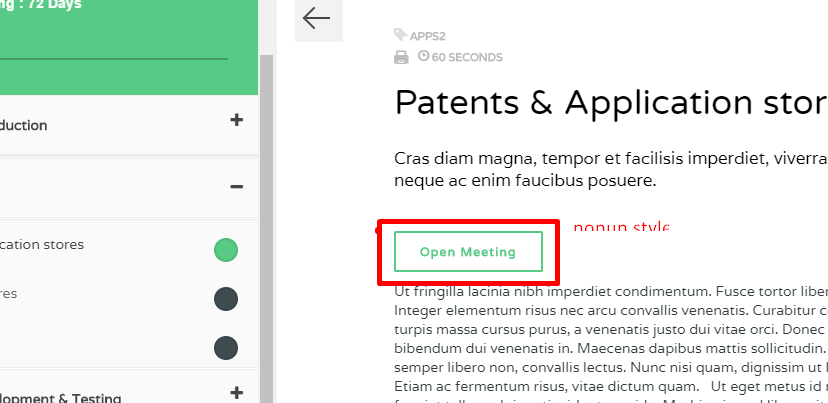 ng : 72 Days
duction
cation stores
res
lopment & Testing
APPS2
60 SECONDS
Patents & Application stor
Cras diam magna, tempor et facilisis imperdiet, viverra
neque ac enim faucibus posuere.
popup style
Open Meeting
Ut fringilla lacinia nibh imperdiet condimentum. Fusce tortor liber
Integer elementum risus nec arcu convallis venenatis. Curabitur c
turpis massa cursus purus, a venenatis justo dui vitae orci. Donec
bibendum dui venenatis in. Maecenas dapibus mattis sollicitudin.
semper libero non, convallis lectus. Nunc nisi quam, dignissim ut l
Etiam ac fermentum risus, vitae dictum quam. Ut eget metus id r